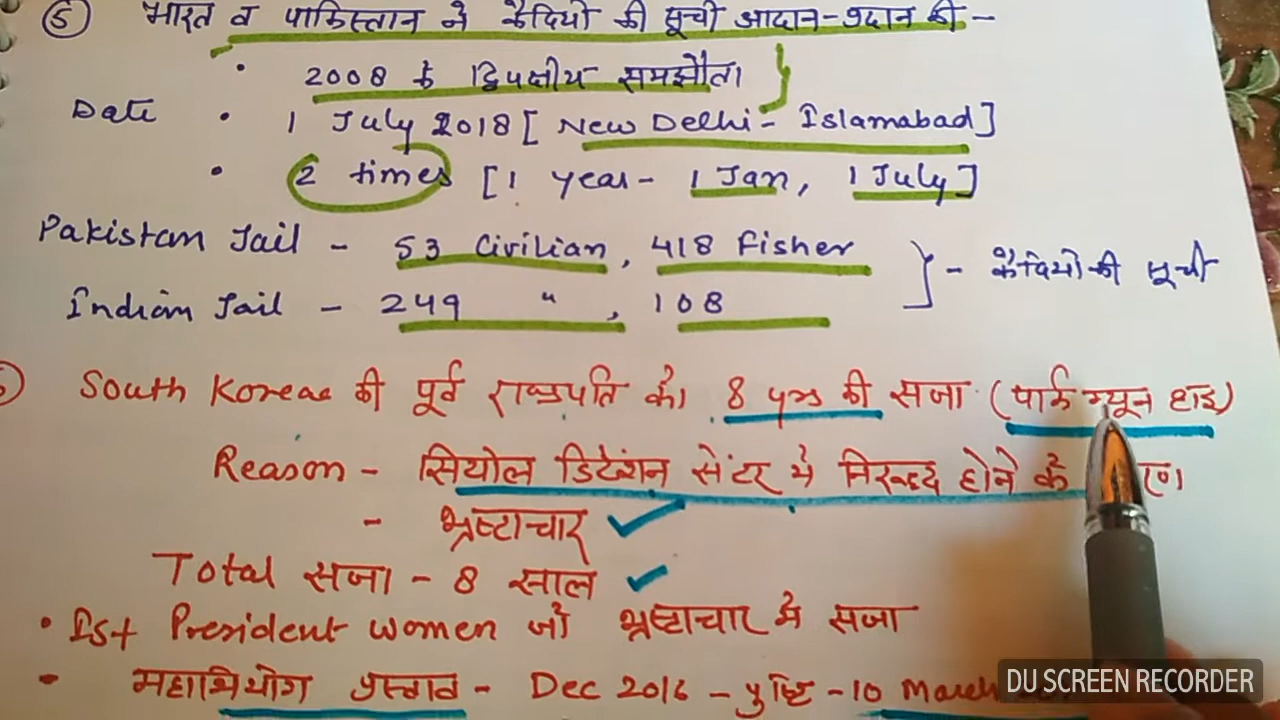 ⑤ भारत व पाकिस्तान ने कैदियों की सूची आदान-प्रदान की -
• 2008 के द्विपक्षीय समझौता }
Date • 1 July 2018 [New Delhi - Islamabad]
• 2 times [1 year - 1 Jan, 1 July]
Pakistan Jail - 53 Civilian, 418 Fisher
Indian Jail - 249 " , 108 } - कैदियों की सूची
South Korea की पूर्व राष्ट्रपति को 8 yrs की सजा (पार्क ग्यून हाइ)
Reason - सियोल डिटेंशन सेंटर में निरुद्ध होने के
- भ्रष्टाचार ✓
Total सजा - 8 साल ✓
• Ist President women जो भ्रष्टाचार में सजा
• महाभियोग प्रस्ताव - Dec 2016 - पुष्टि - 10 March
DU SCREEN RECORDER